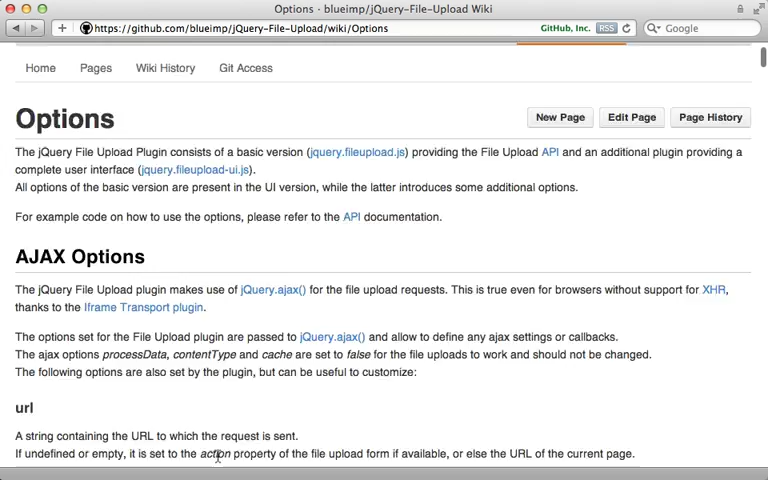 Options · blueimp/jQuery-File-Upload Wiki
https://github.com/blueimp/jQuery-File-Upload/wiki/Options
GitHub, Inc. RSS
Google
Home Pages Wiki History Git Access
Options
New Page Edit Page Page History
The jQuery File Upload Plugin consists of a basic version (jquery.fileupload.js) providing the File Upload API and an additional plugin providing a
complete user interface (jquery.fileupload-ui.js).
All options of the basic version are present in the UI version, while the latter introduces some additional options.
For example code on how to use the options, please refer to the API documentation.
AJAX Options
The jQuery File Upload plugin makes use of jQuery.ajax() for the file upload requests. This is true even for browsers without support for XHR,
thanks to the Iframe Transport plugin.
The options set for the File Upload plugin are passed to jQuery.ajax() and allow to define any ajax settings or callbacks.
The ajax options processData, contentType and cache are set to false for the file uploads to work and should not be changed.
The following options are also set by the plugin, but can be useful to customize:
url
A string containing the URL to which the request is sent.
If undefined or empty, it is set to the action property of the file upload form if available, or else the URL of the current page.